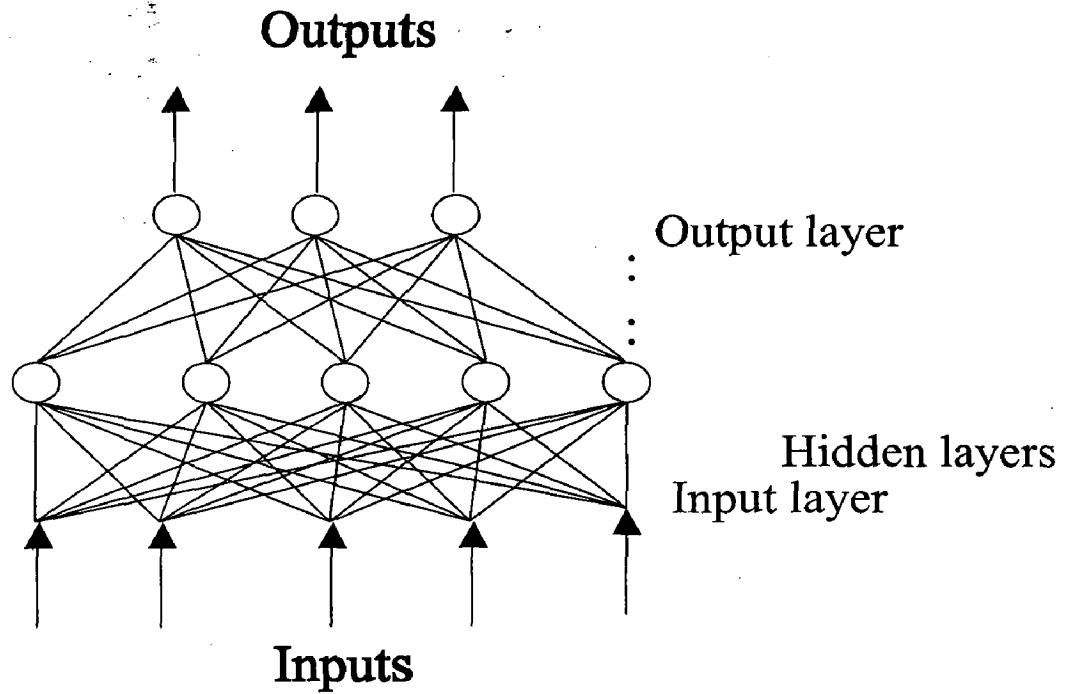 Outputs
Output layer
Hidden layers
Input layer
Inputs